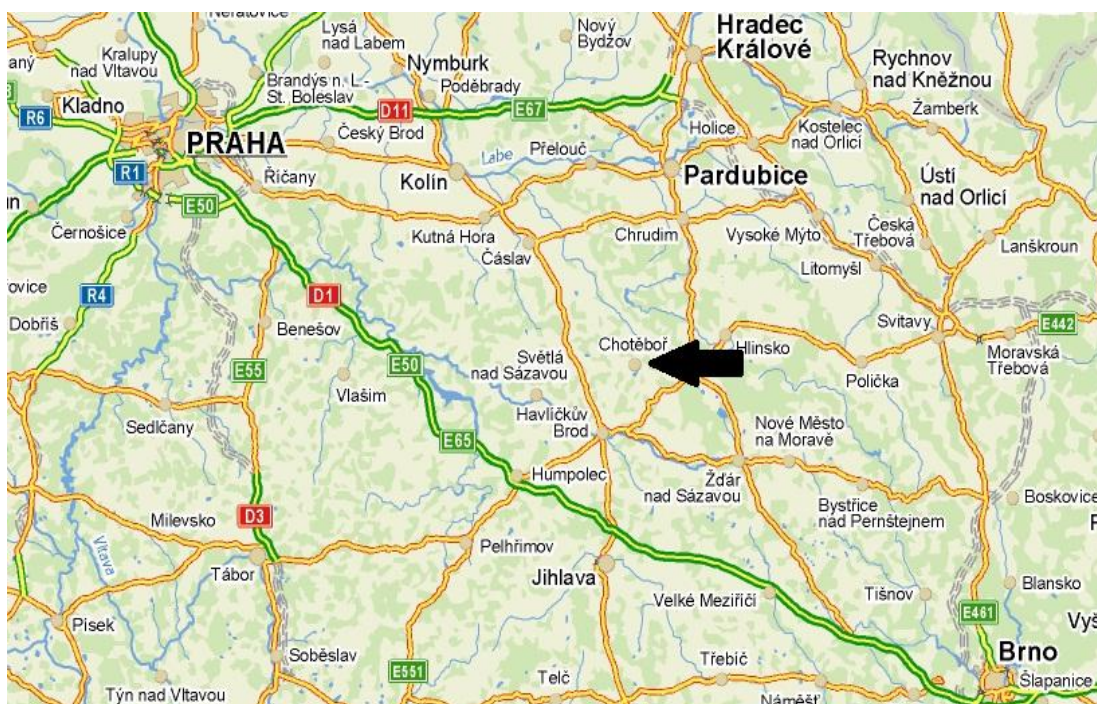 Neratovice
Lysá
nad Labem
Nový
Bydžov
Hradec
Králové
aný
Kralupy
nad Vltavou
Nymburk
Brandýs n. L.-
St. Boleslav
Poděbrady
Rychnov
nad Kněžnou
Kladno
R6
D11
E67
Žamberk
PRAHA
Český Brod
Holice
Kostelec
nad Orlicí
Labe
Přelouč
R1
Říčany
Kolín
Pardubice
Ústí
nad Orlicí
un
E50
Černošice
Kutná Hora
Chrudim
Vysoké Mýto
Česká
Třebová
Lanškroun
Čáslav
Litomyšl
rovice
R4
D1
Dobříš
Benešov
Svitavy
E442
Chotěboř
Hlinsko
Moravská
Třebová
Světlá
nad Sázavou
E55
E50
Vlašim
Polička
Sedlčany
Havlíčkův
Brod
Nové Město
na Moravě
E65
Humpolec
Žďár
nad Sázavou
Bystřice
nad Pernštejnem
Boskovice
Milevsko
D3
Vltava
Pelhřimov
Tábor
Jihlava
Blansko
Velké Meziříčí
Tišnov
E461
Vyš
Písek
Brno
Soběslav
E551
Telč
Třebíč
Šlapanice
Týn nad Vltavou
Náměšť